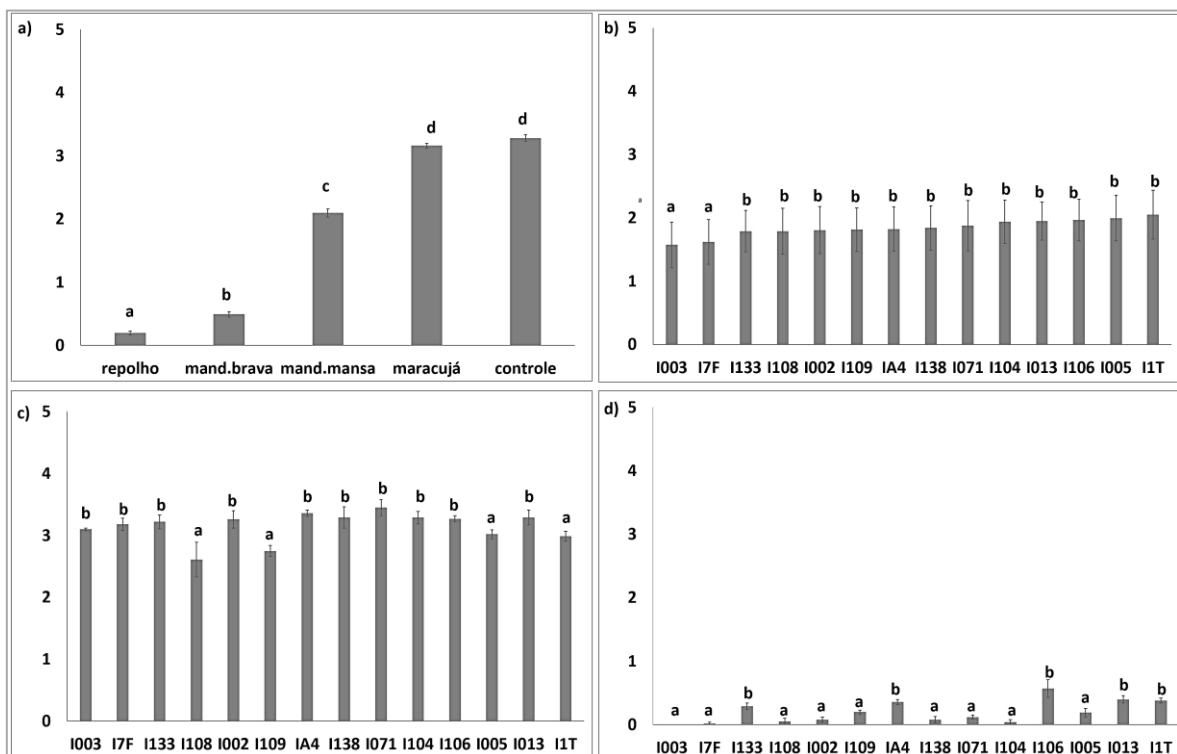 a)
5
4
3
2
1
0
a
b
c
d
d
repolho mand.brava mand.mansa maracujá controle
b)
5
4
3
2
1
0
a a b b b b b b b b b b b b
I003 I7F I133 I108 I002 I109 IA4 I138 I071 I104 I013 I106 I005 I1T
c)
5
4
3
2
1
0
b b b a b a b b b b b a b a
I003 I7F I133 I108 I002 I109 IA4 I138 I071 I104 I106 I005 I013 I1T
d)
5
4
3
2
1
0
a a b a a a b a a a b a b b
I003 I7F I133 I108 I002 I109 IA4 I138 I071 I104 I106 I005 I013 I1T